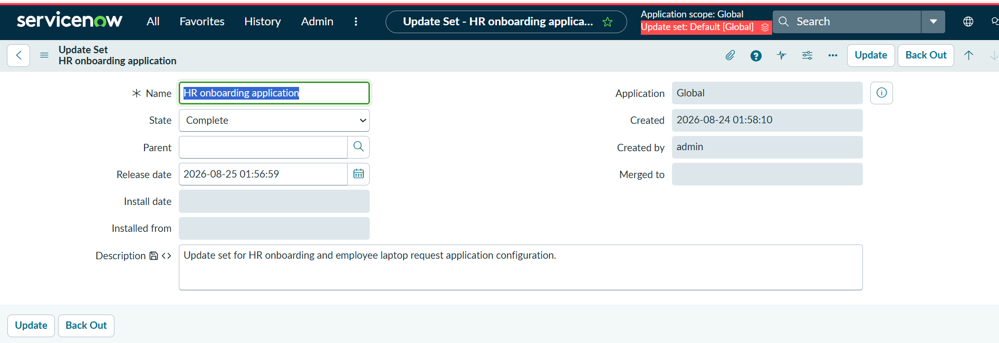 servicenow All Favorites History Admin Update Set - HR onboarding applica... Application scope: Global Search
Update set: Default [Global]
Update Set
HR onboarding application
Update Back Out
Name HR onboarding application Application Global
State Complete Created 2026-08-24 01:58:10
Parent Created by admin
Release date 2026-08-25 01:56:59 Merged to
Install date
Installed from
Description Update set for HR onboarding and employee laptop request application configuration.
Update Back Out